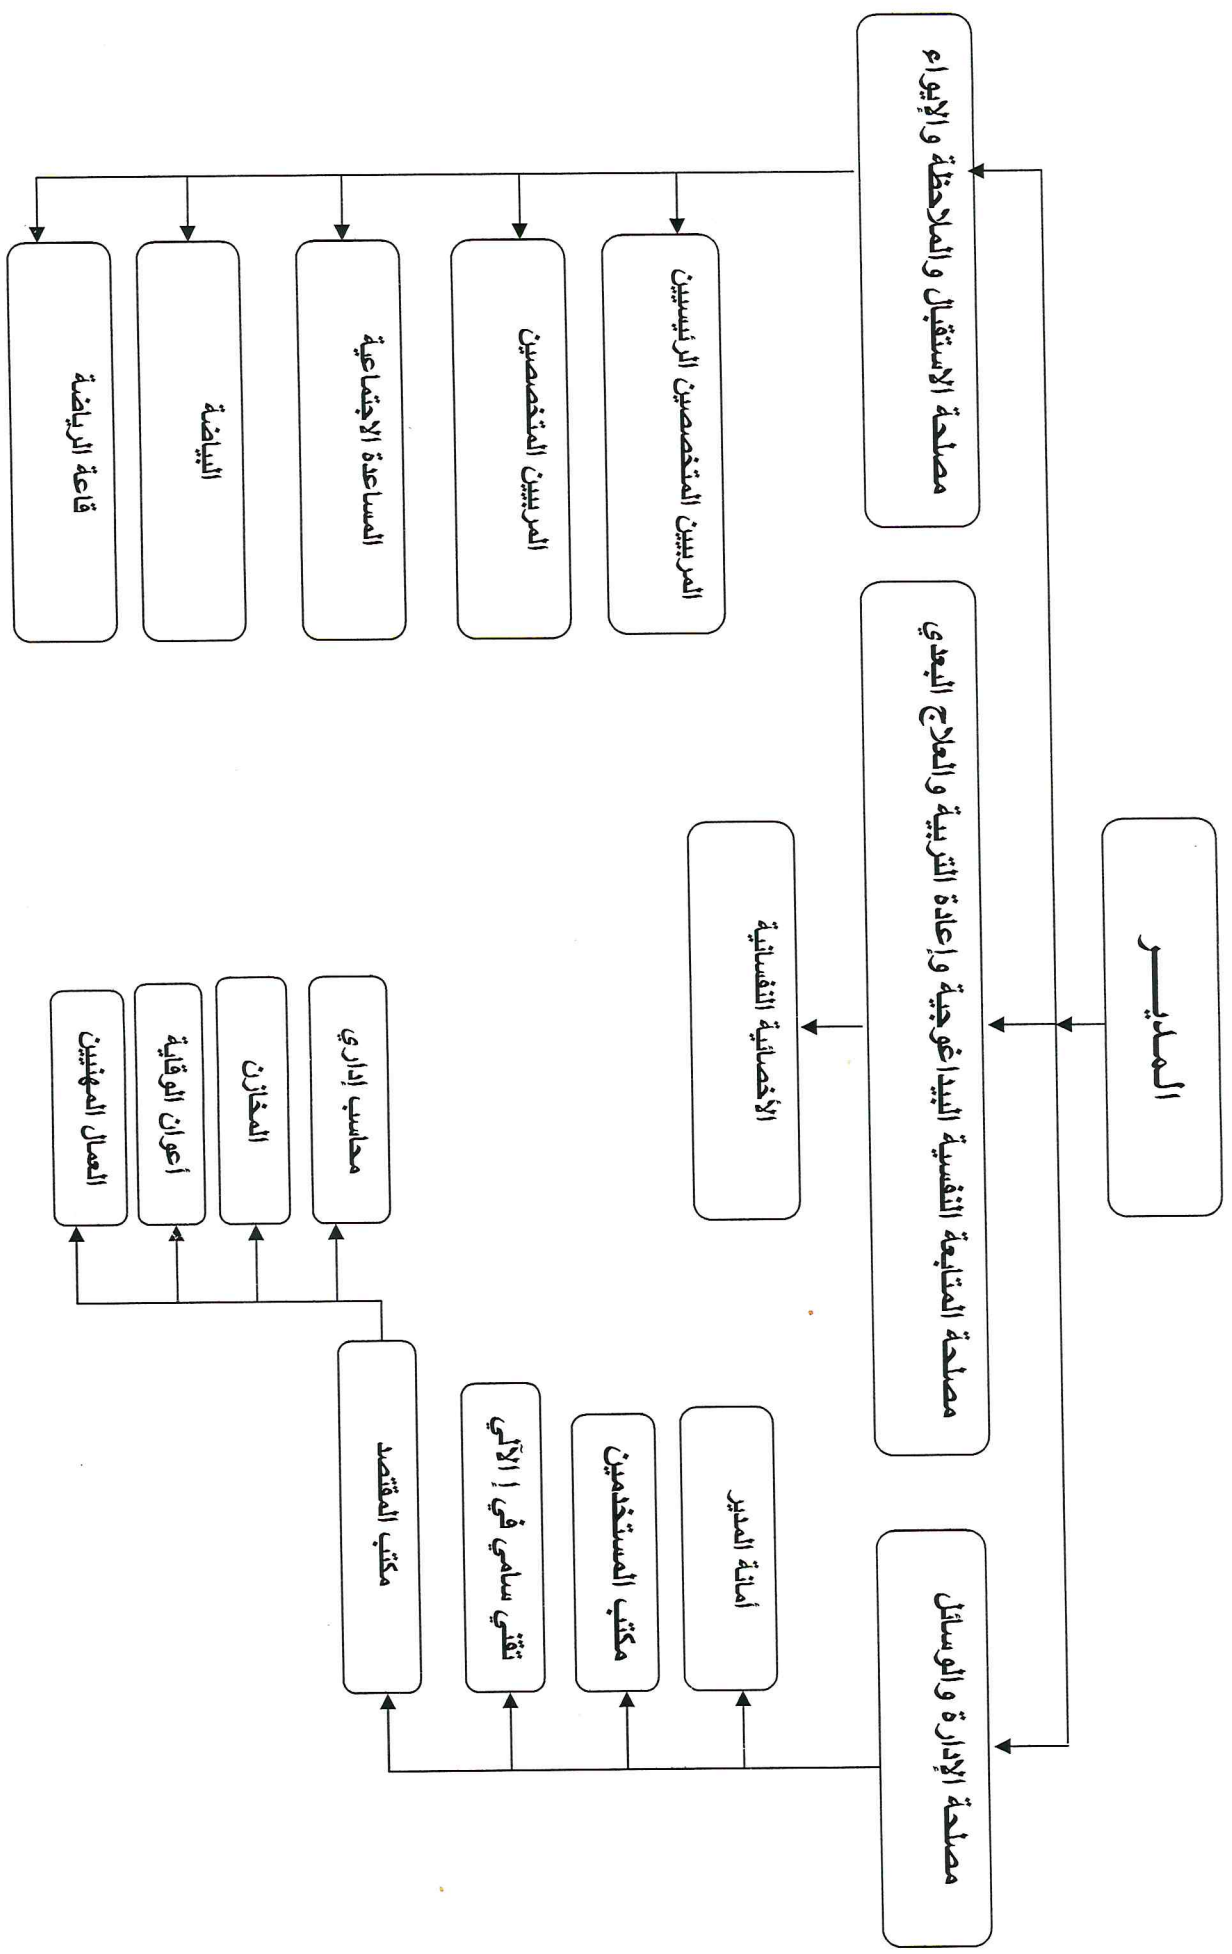 المديــــر
مصلحة الإدارة والوسائل
مصلحة المتابعة النفسية البيداغوجية وإعادة التربية والعلاج البعدي
مصلحة الاستقبال والملاحظة والإيواء
أمانة المدير
مكتب المستخدمين
تقني سامي في إ الآلي
مكتب المقتصد
محاسب إداري
المخازن
أعوان الوقاية
العمال المهنيين
الأخصائية النفسانية
المربيين المتخصصين الرئيسيين
المربيين المتخصصين
المساعدة الاجتماعية
البياضة
قاعة الرياضة